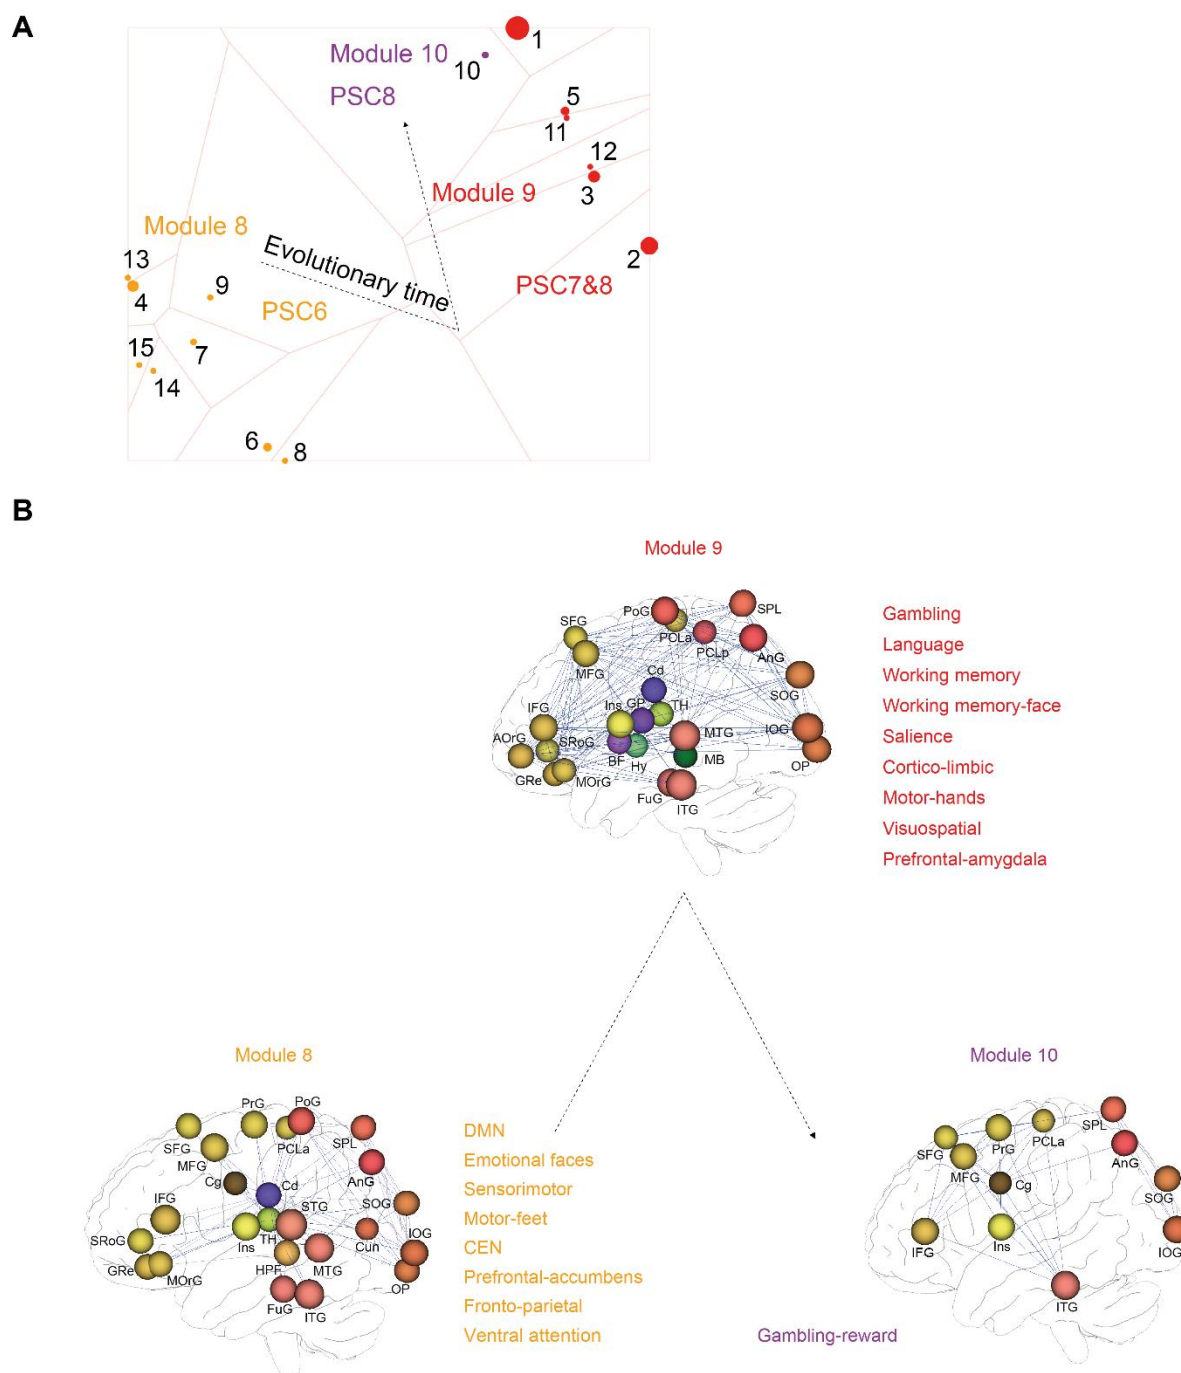 A
Module 10
PSC8
10
1
5
11
12
3
Module 9
2
PSC7&8
Module 8
13
4
9
Evolutionary time
PSC6
15
7
14
6
8
B
Module 9
PoG
SPL
SFG
PCLa
PCLp
AnG
MFG
Cd
SOG
IFG
Ins
GP
TH
AOrG
SRoG
MTG
IOG
BF
Hy
MB
OP
GRe
MOrG
FuG
ITG
Gambling
Language
Working memory
Working memory-face
Salience
Cortico-limbic
Motor-hands
Visuospatial
Prefrontal-amygdala
Module 8
PrG
PoG
SFG
PCLa
SPL
MFG
AnG
Cg
Cd
IFG
STG
SOG
SRoG
Ins
TH
Cun
IOG
GRe
MOrG
HPF
MTG
OP
FuG
ITG
DMN
Emotional faces
Sensorimotor
Motor-feet
CEN
Prefrontal-accumbens
Fronto-parietal
Ventral attention
Module 10
SFG
PrG
PCLa
SPL
MFG
AnG
Cg
SOG
IFG
Ins
IOG
ITG
Gambling-reward